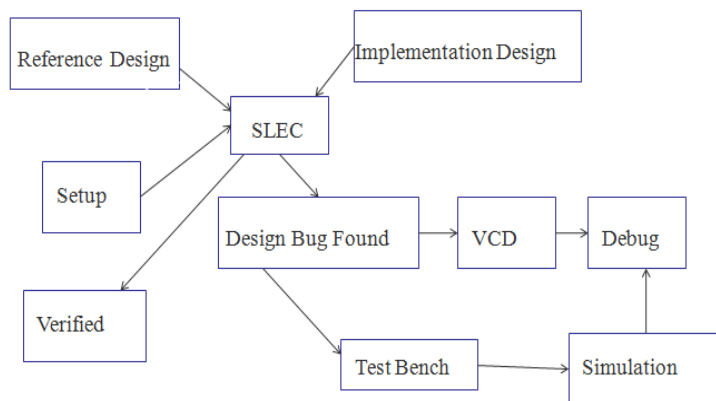 Reference Design
Implementation Design
SLEC
Setup
Design Bug Found
VCD
Debug
Verified
Test Bench
Simulation